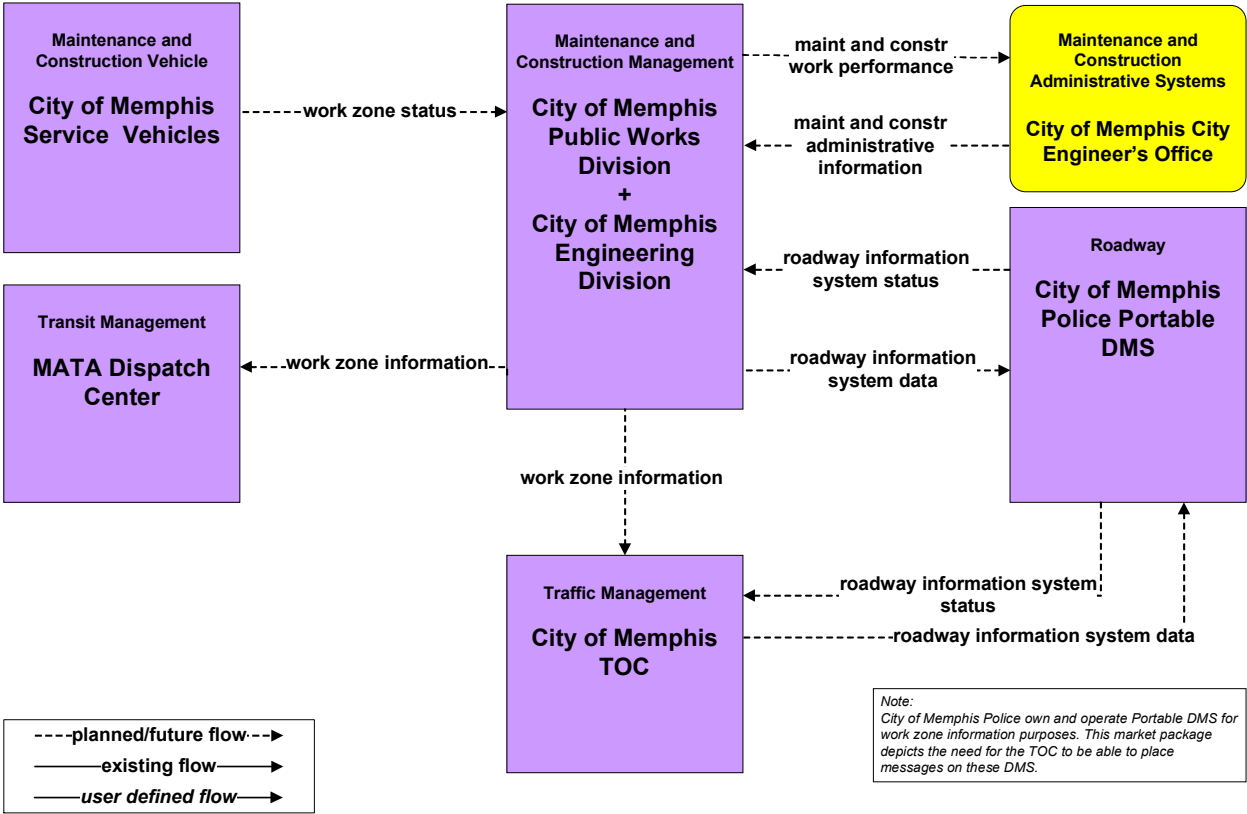 Maintenance and
Construction Vehicle
City of Memphis
Service Vehicles
work zone status
Maintenance and
Construction Management
City of Memphis
Public Works
Division
+
City of Memphis
Engineering
Division
maint and constr
work performance
maint and constr
administrative
information
Maintenance and
Construction
Administrative Systems
City of Memphis City
Engineer's Office
roadway information
system status
roadway information
system data
Roadway
City of Memphis
Police Portable
DMS
Transit Management
MATA Dispatch
Center
work zone information
work zone information
Traffic Management
City of Memphis
TOC
roadway information system
status
roadway information system data
planned/future flow
existing flow
user defined flow
Note:
City of Memphis Police own and operate Portable DMS for
work zone information purposes. This market package
depicts the need for the TOC to be able to place
messages on these DMS.